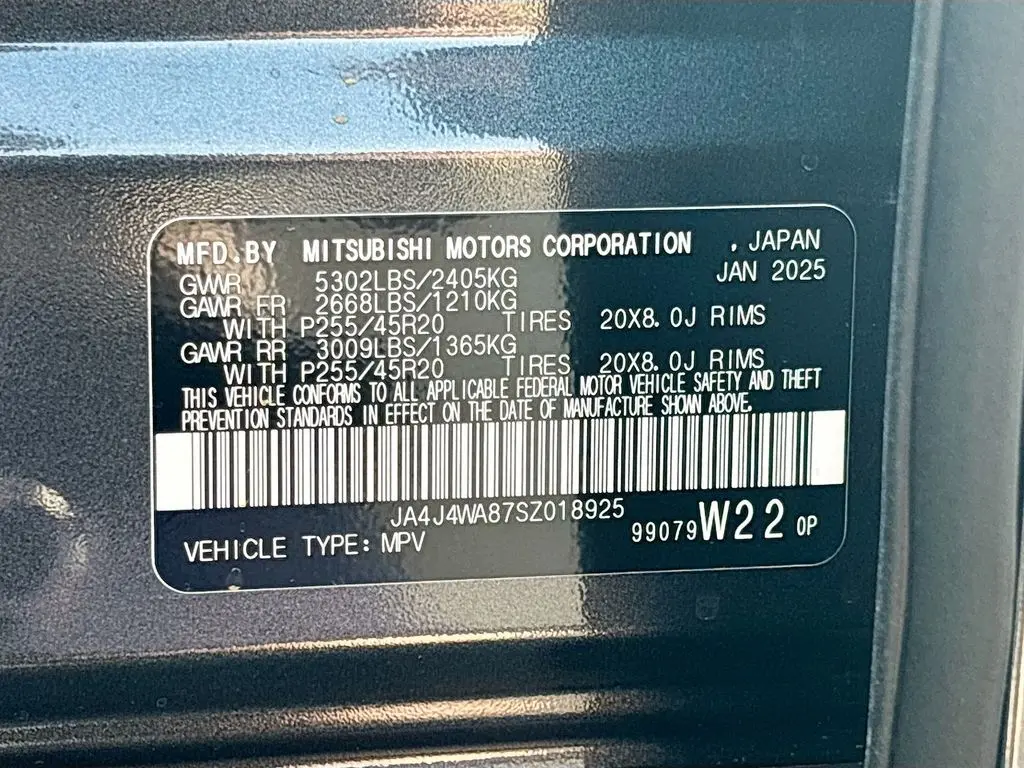 MFD.BY MITSUBISHI MOTORS CORPORATION , JAPAN
GVWR 5302LBS/2405KG JAN 2025
GAWR FR 2668LBS/1210KG
WITH P255/45R20 TIRES 20X8.0J RIMS
GAWR RR 3009LBS/1365KG
WITH P255/45R20 TIRES 20X8.0J RIMS
THIS VEHICLE CONFORMS TO ALL APPLICABLE FEDERAL MOTOR VEHICLE SAFETY AND THEFT
PREVENTION STANDARDS IN EFFECT ON THE DATE OF MANUFACTURE SHOWN ABOVE.
JA4J4WA87SZ018925
VEHICLE TYPE: MPV 99079 W22 0P